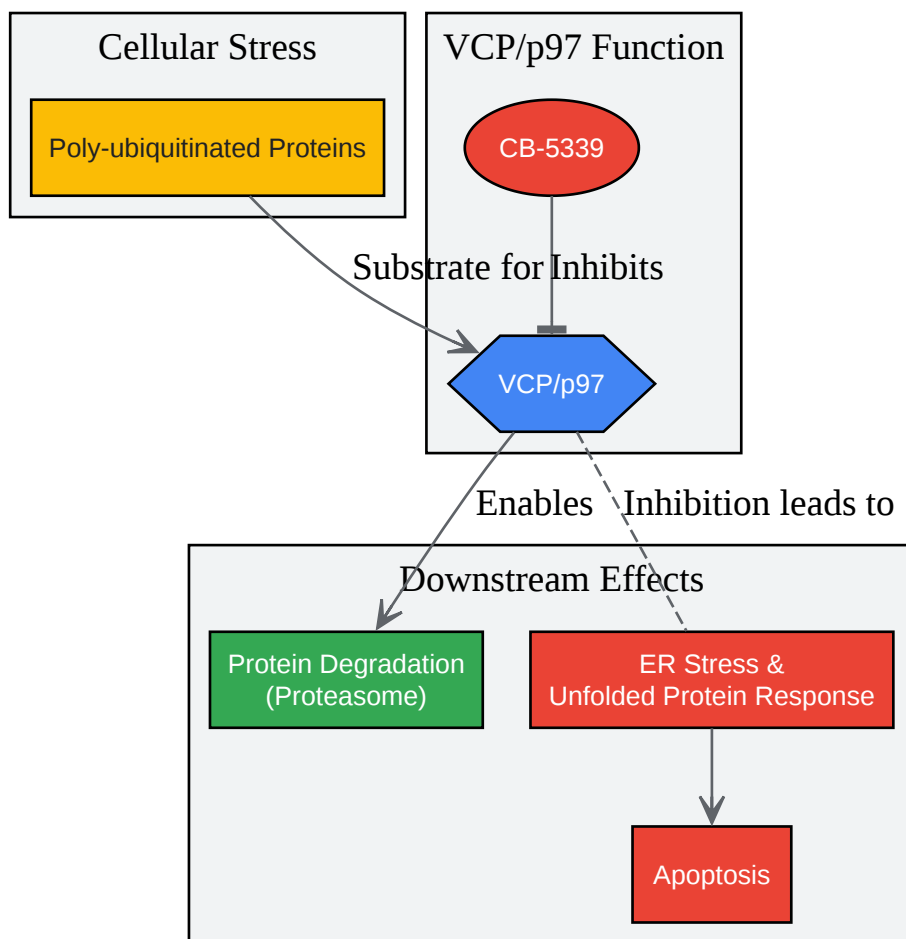 Cellular Stress
VCP/p97 Function
Poly-ubiquitinated Proteins
CB-5339
Substrate for
Inhibits
VCP/p97
Enables
Inhibition leads to
Downstream Effects
Protein Degradation
(Proteasome)
ER Stress &
Unfolded Protein Response
Apoptosis